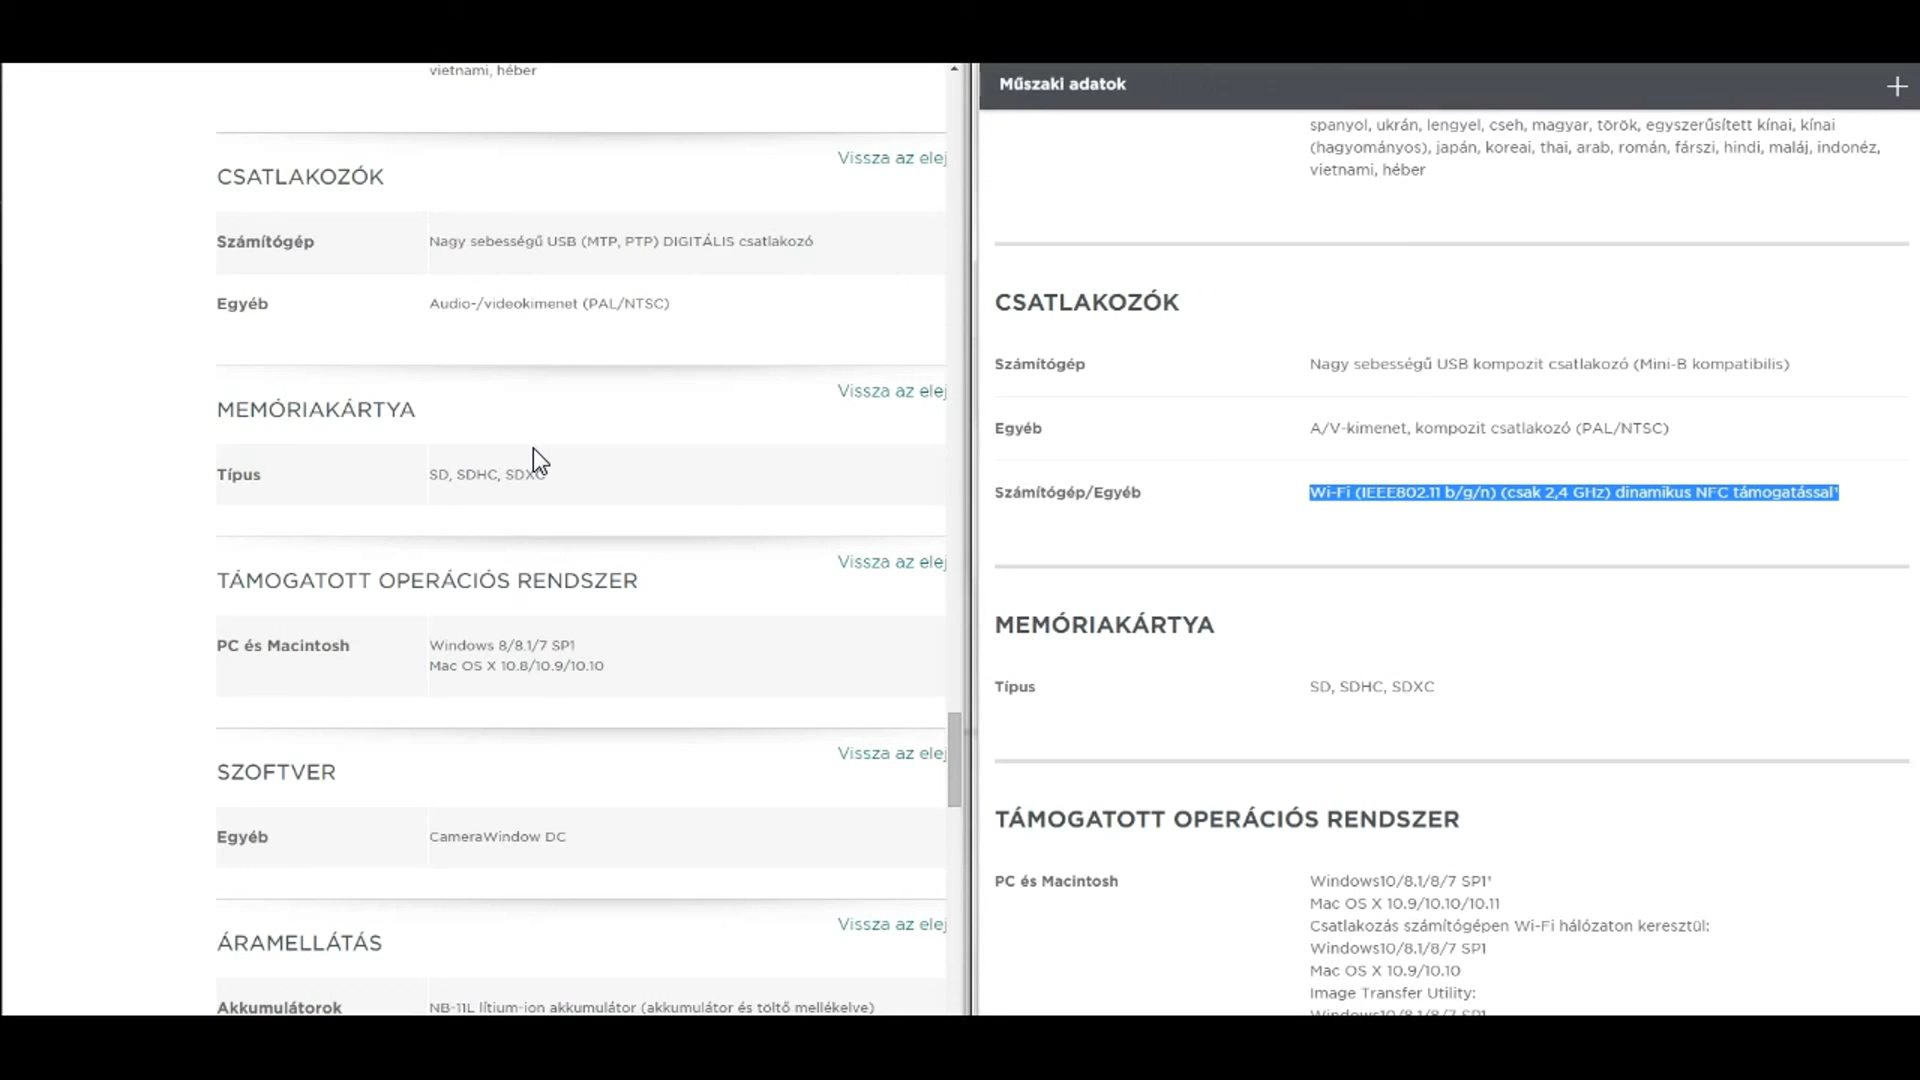 vietnami, héber
Vissza az elej
CSATLAKOZÓK
Számítógép
Nagy sebességű USB (MTP, PTP) DIGITÁLIS csatlakozó
Egyéb
Audio-/videokimenet (PAL/NTSC)
Vissza az elej
MEMÓRIAKÁRTYA
Típus
SD, SDHC, SDXC
Vissza az elej
TÁMOGATOTT OPERÁCIÓS RENDSZER
PC és Macintosh
Windows 8/8.1/7 SP1
Mac OS X 10.8/10.9/10.10
Vissza az elej
SZOFTVER
Egyéb
CameraWindow DC
Vissza az elej
ÁRAMELLÁTÁS
Akkumulátorok
NB-11L lítium-ion akkumulátor (akkumulátor és töltő mellékelve)
Műszaki adatok
spanyol, ukrán, lengyel, cseh, magyar, török, egyszerűsített kínai, kínai
(hagyományos), japán, koreai, thai, arab, román, fárszi, hindi, maláj, indonéz,
vietnami, héber
CSATLAKOZÓK
Számítógép
Nagy sebességű USB kompozit csatlakozó (Mini-B kompatibilis)
Egyéb
A/V-kimenet, kompozit csatlakozó (PAL/NTSC)
Számítógép/Egyéb
Wi-Fi (IEEE802.11 b/g/n) (csak 2,4 GHz) dinamikus NFC támogatással¹
MEMÓRIAKÁRTYA
Típus
SD, SDHC, SDXC
TÁMOGATOTT OPERÁCIÓS RENDSZER
PC és Macintosh
Windows10/8.1/8/7 SP1¹
Mac OS X 10.9/10.10/10.11
Csatlakozás számítógépen Wi-Fi hálózaton keresztül:
Windows10/8.1/8/7 SP1
Mac OS X 10.9/10.10
Image Transfer Utility:
Windows10/8.1/8/7 SP1